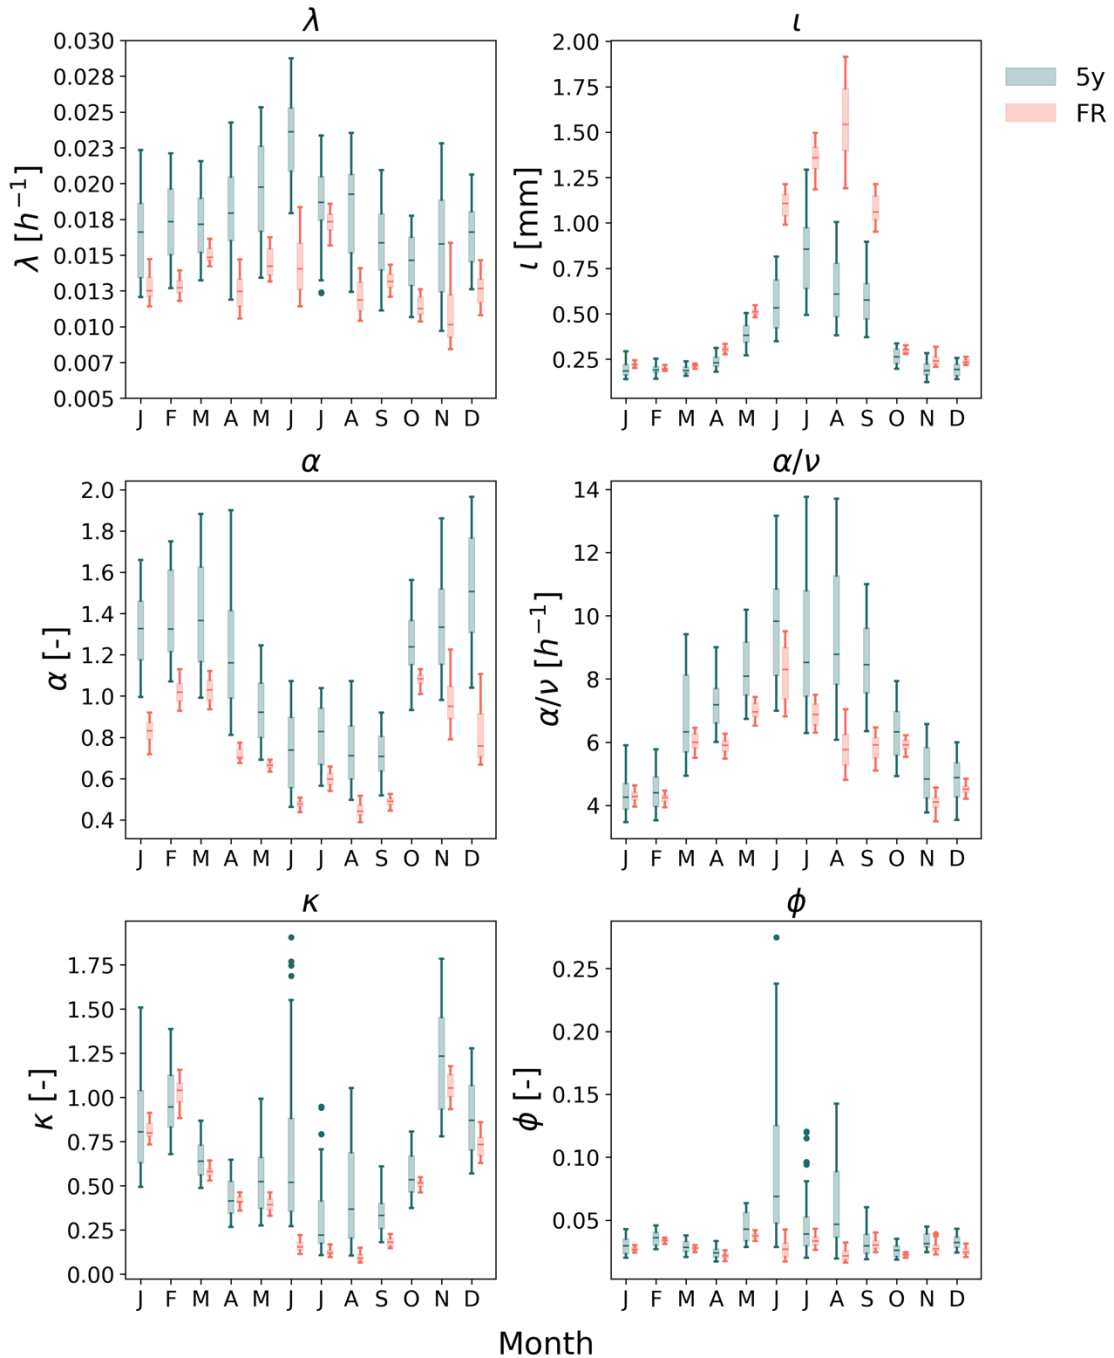 λ
ι
5y
FR
λ [h⁻¹]
0.030
0.028
0.025
0.023
0.020
0.018
0.015
0.013
0.010
0.007
0.005
J F M A M J J A S O N D
ι [mm]
2.00
1.75
1.50
1.25
1.00
0.75
0.50
0.25
J F M A M J J A S O N D
α
α/ν
α [-]
2.0
1.8
1.6
1.4
1.2
1.0
0.8
0.6
0.4
J F M A M J J A S O N D
α/ν [h⁻¹]
14
12
10
8
6
4
J F M A M J J A S O N D
κ
ϕ
κ [-]
1.75
1.50
1.25
1.00
0.75
0.50
0.25
0.00
J F M A M J J A S O N D
ϕ [-]
0.25
0.20
0.15
0.10
0.05
J F M A M J J A S O N D
Month